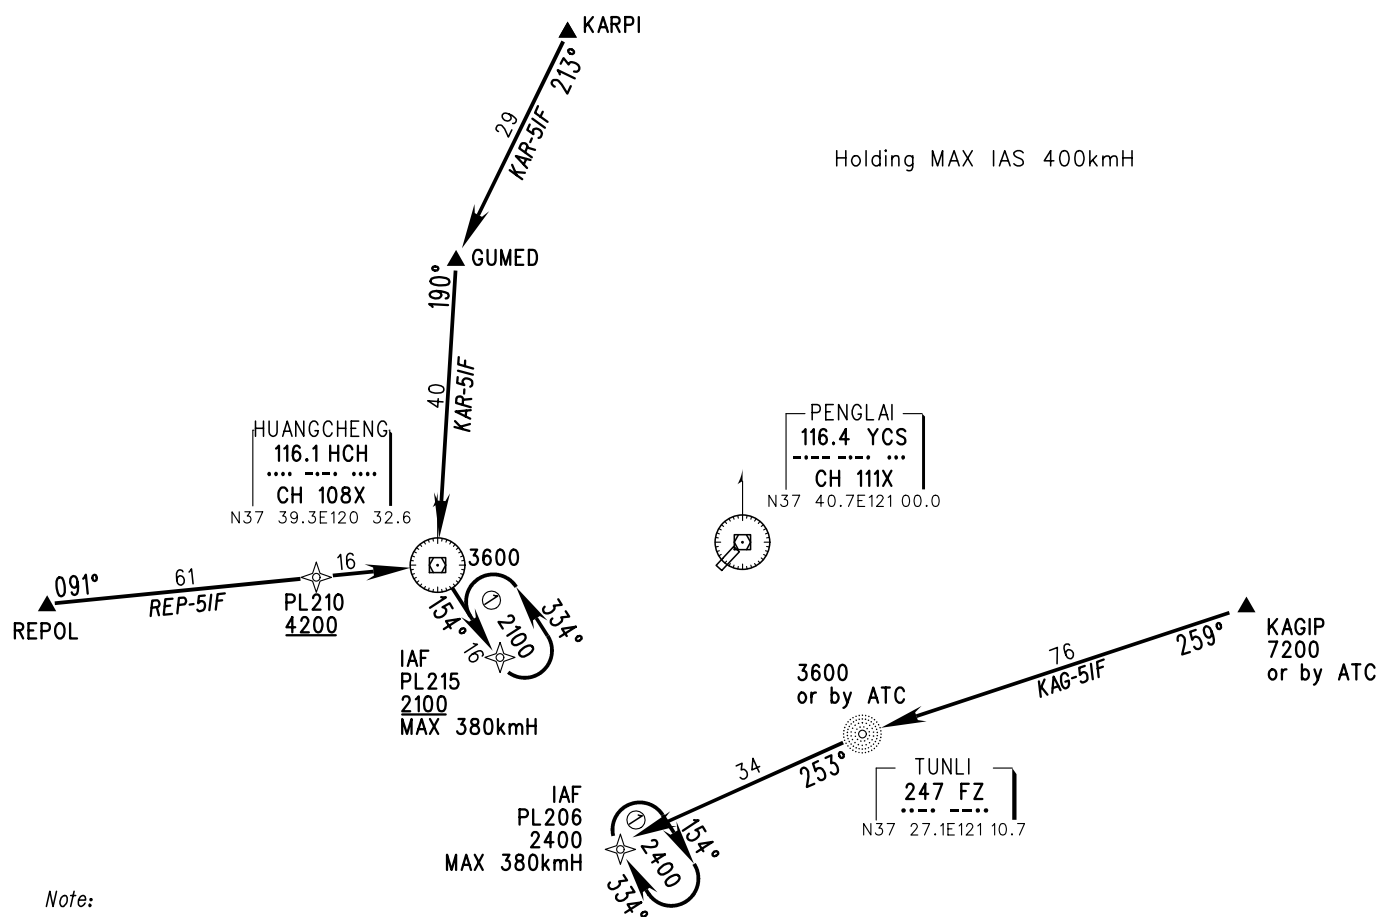 KARPI
213°
29
KAR-5IF
Holding MAX IAS 400kmH
GUMED
190°
40
KAR-5IF
HUANGCHENG
116.1 HCH
CH 108X
N37 39.3E120 32.6
PENGLAI
116.4 YCS
CH 111X
N37 40.7E121 00.0
REPOL
091°
61
REP-5IF
PL210
4200
16
3600
154°
16
1
2100
334°
IAF
PL215
2100
MAX 380kmH
KAGIP
7200
or by ATC
259°
76
KAG-5IF
3600
or by ATC
TUNLI
247 FZ
N37 27.1E121 10.7
253°
34
IAF
PL206
2400
MAX 380kmH
1
2400
154°
334°
Note: